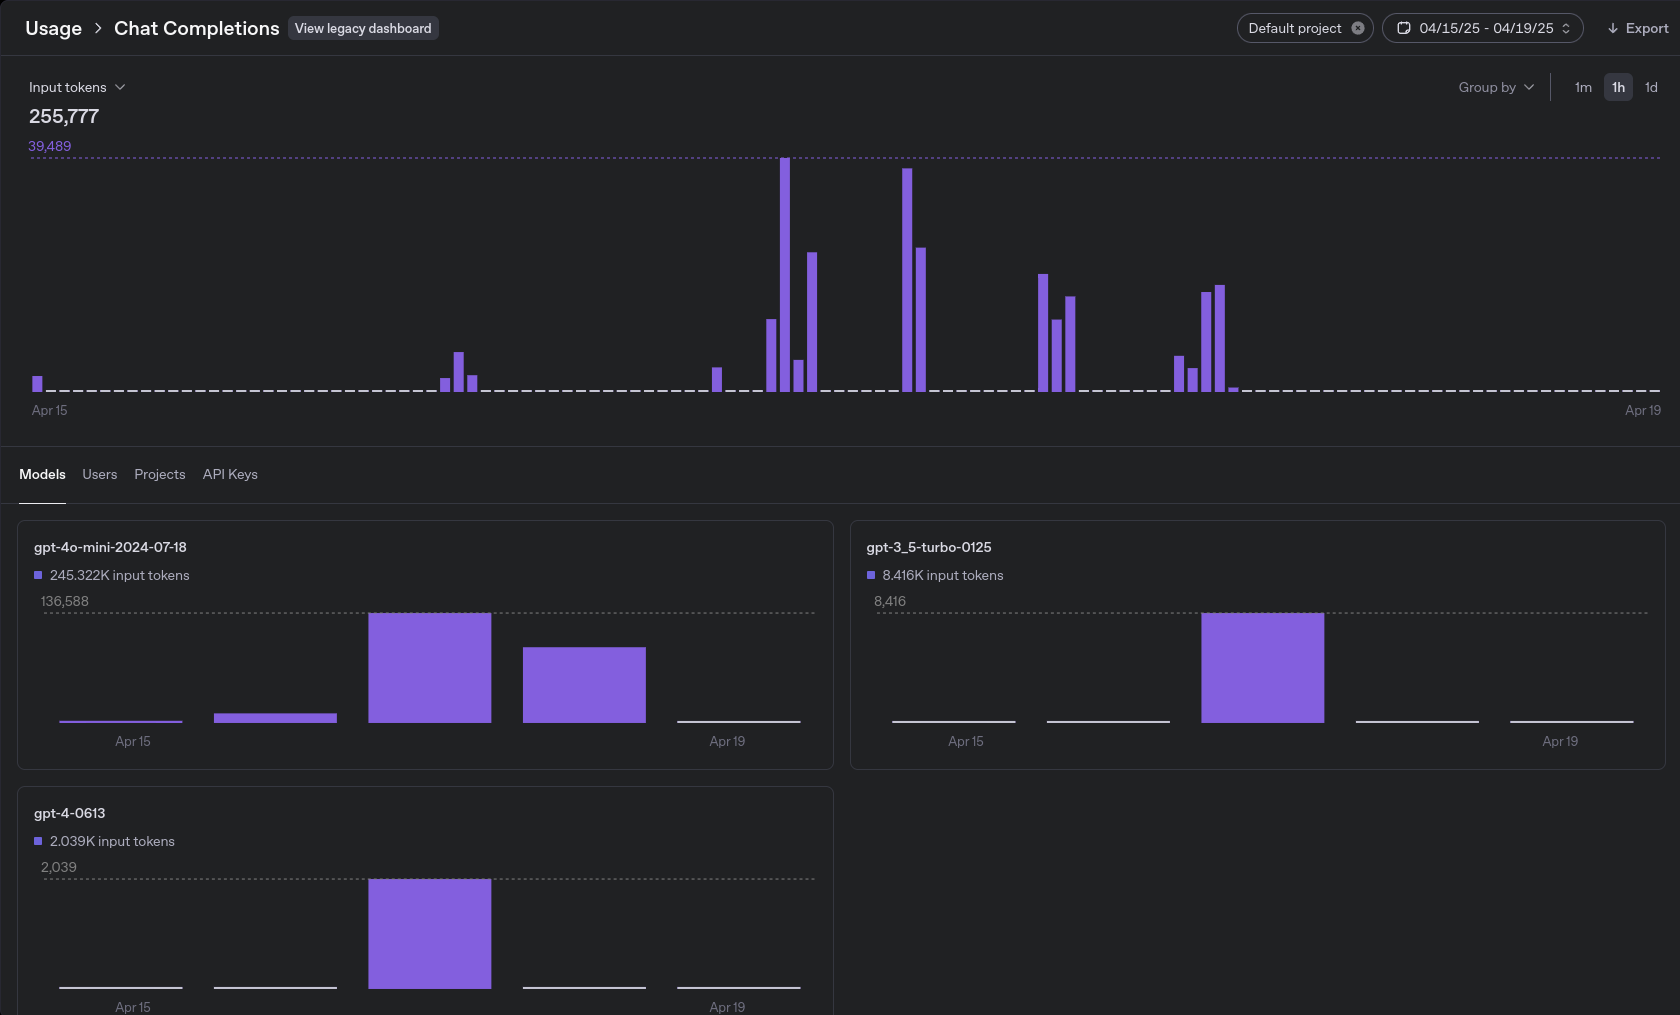 Usage > Chat Completions View legacy dashboard Default project 04/15/25 - 04/19/25 Export
Input tokens Group by 1m 1h 1d
255,777
39,489
Apr 15 Apr 19
Models Users Projects API Keys
gpt-4o-mini-2024-07-18
245.322K input tokens
136,588
Apr 15 Apr 19
gpt-3_5-turbo-0125
8.416K input tokens
8,416
Apr 15 Apr 19
gpt-4-0613
2.039K input tokens
2,039
Apr 15 Apr 19